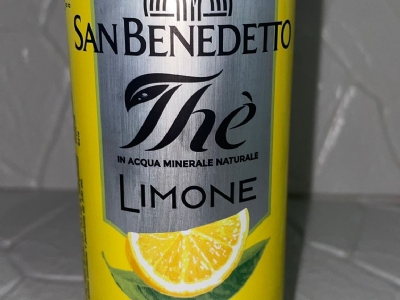 SAN BENEDETTO
Thè
IN ACQUA MINERALE NATURALE
LIMONE